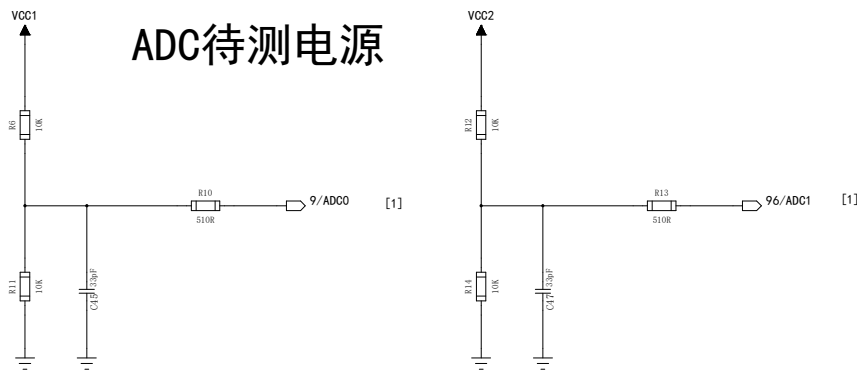 VCC1
VCC2
ADC待测电源
R6
10K
R12
10K
R10
9/ADC0
[1]
510R
R13
96/ADC1
[1]
510R
R11
10K
C45
33pF
R14
10K
C47
33pF